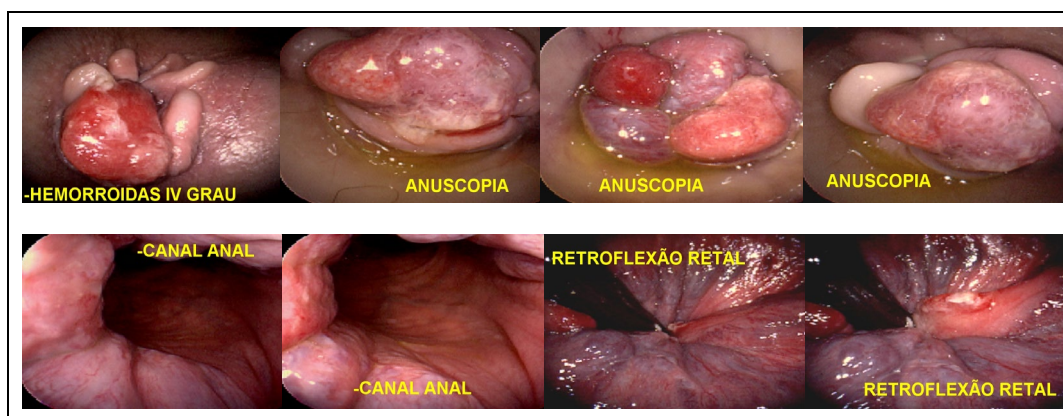 -HEMORROIDAS IV GRAU
ANUSCOPIA
ANUSCOPIA
ANUSCOPIA
-CANAL ANAL
-CANAL ANAL
RETROFLEXÃO RETAL
RETROFLEXÃO RETAL